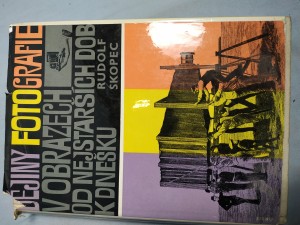 DĚJINY FOTOGRAFIE
V OBRAZECH
OD NEJSTARŠÍCH DOB
K DNEŠKU
RUDOLF
SKOPEC